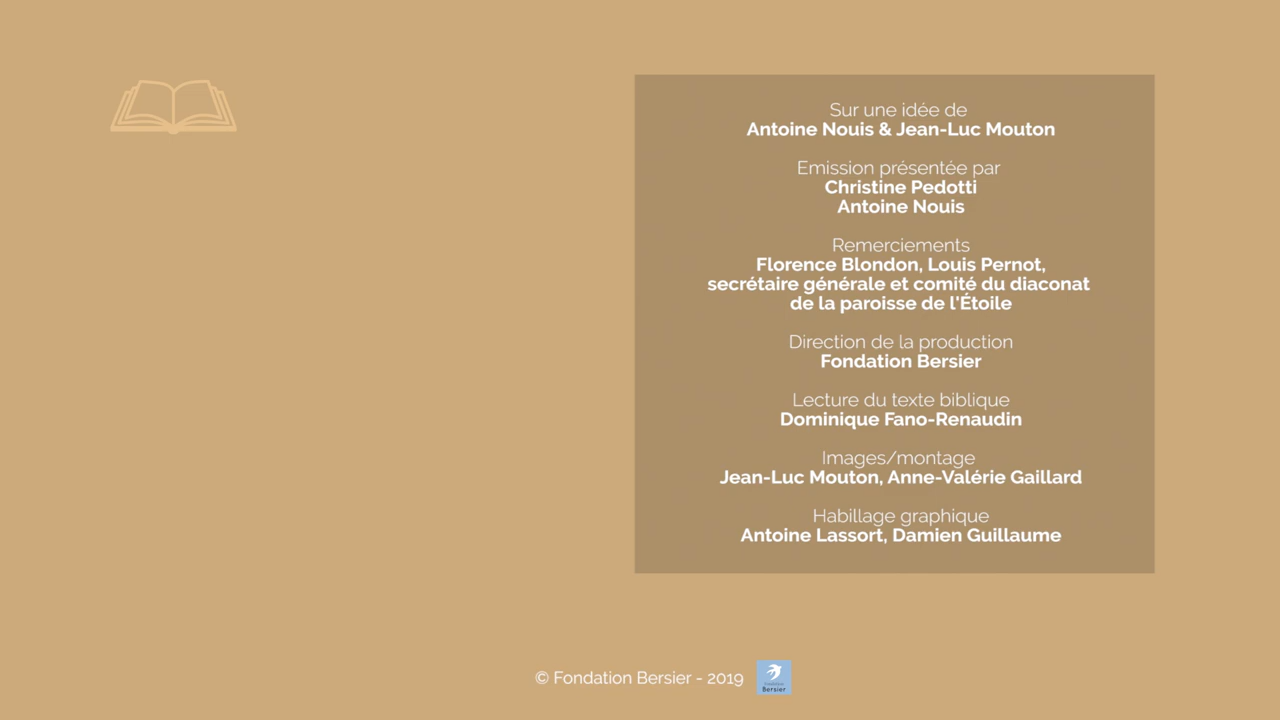 Sur une idée de
Antoine Nouis & Jean-Luc Mouton
Emission présentée par
Christine Pedotti
Antoine Nouis
Remerciements
Florence Blondon, Louis Pernot,
secrétaire générale et comité du diaconat
de la paroisse de l'Étoile
Direction de la production
Fondation Bersier
Lecture du texte biblique
Dominique Fano-Renaudin
Images/montage
Jean-Luc Mouton, Anne-Valérie Gaillard
Habillage graphique
Antoine Lassort, Damien Guillaume
© Fondation Bersier - 2019
Fondation
Bersier